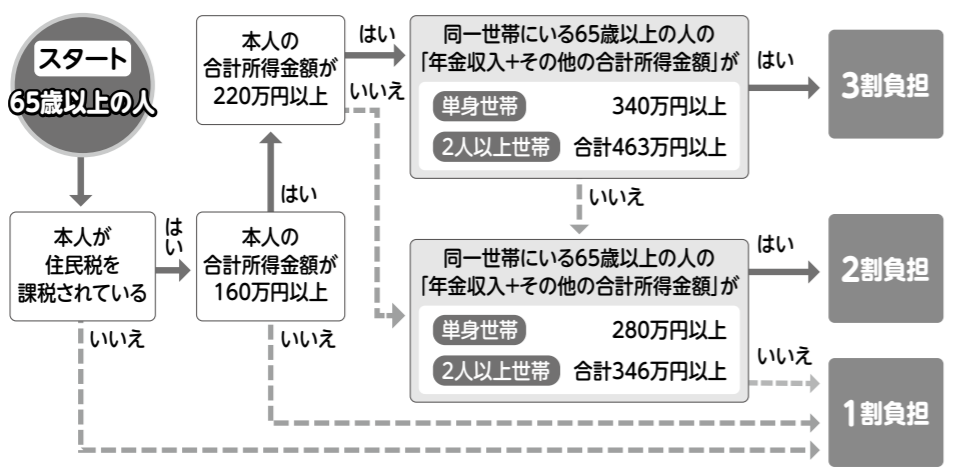 スタート
65歳以上の人
本人が
住民税を
課税されている
はい
いいえ
本人の
合計所得金額が
160万円以上
はい
いいえ
本人の
合計所得金額が
220万円以上
はい
いいえ
同一世帯にいる65歳以上の人の
「年金収入+その他の合計所得金額」が
単身世帯 340万円以上
2人以上世帯 合計463万円以上
はい
いいえ
3割負担
同一世帯にいる65歳以上の人の
「年金収入+その他の合計所得金額」が
単身世帯 280万円以上
2人以上世帯 合計346万円以上
はい
いいえ
2割負担
1割負担